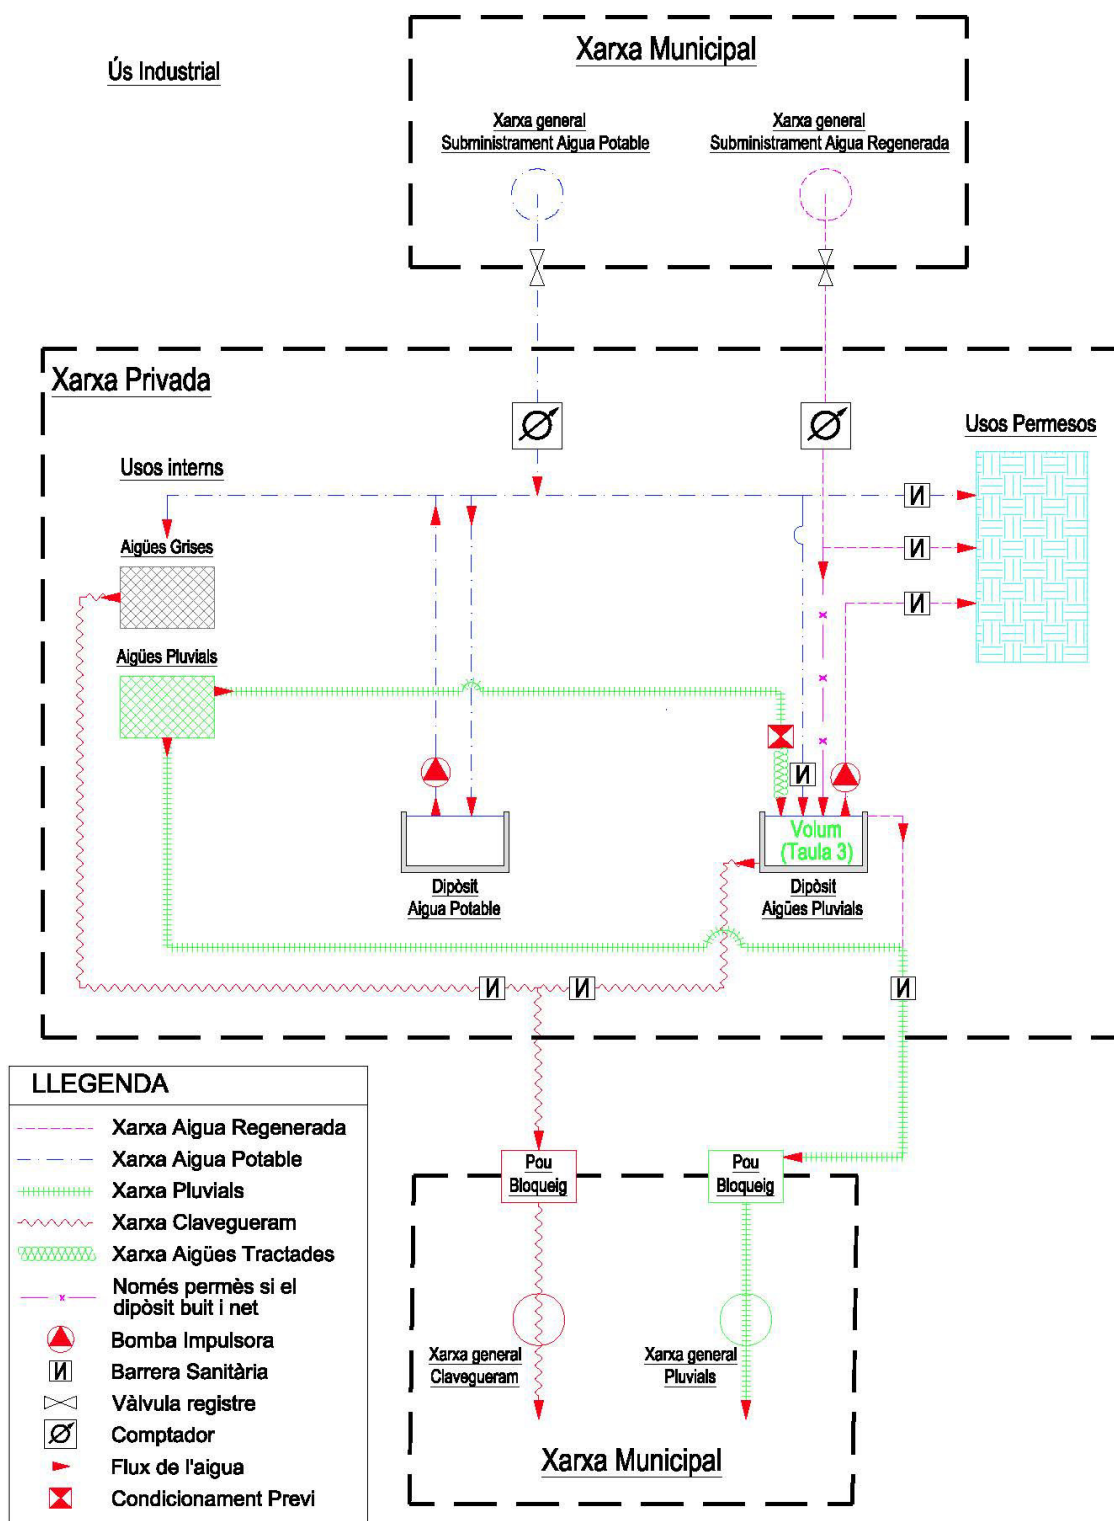 Ús Industrial
Xarxa Municipal
Xarxa general
Subministrament Aigua Potable
Xarxa general
Subministrament Aigua Regenerada
Xarxa Privada
Usos Permesos
Usos interns
Aigües Grises
Aigües Pluvials
Volum
(Taula 3)
Dipòsit
Aigua Potable
Dipòsit
Aigües Pluvials
LLEGENDA
Xarxa Aigua Regenerada
Xarxa Aigua Potable
Xarxa Pluvials
Xarxa Clavegueram
Xarxa Aigües Tractades
Només permès si el
dipòsit buit i net
Bomba Impulsora
Barrera Sanitària
Vàlvula registre
Comptador
Flux de l'aigua
Condicionament Previ
Pou
Bloqueig
Pou
Bloqueig
Xarxa general
Clavegueram
Xarxa general
Pluvials
Xarxa Municipal